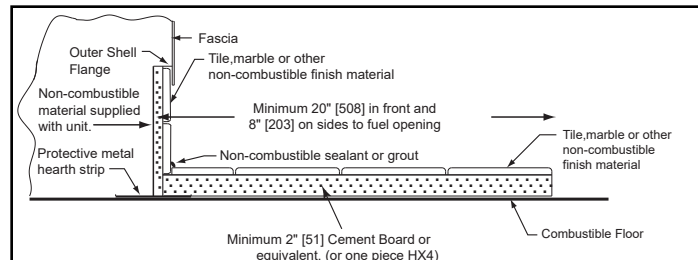 Fascia
Outer Shell
Flange
Tile,marble or other
non-combustible finish material
Non-combustible
material supplied
with unit.
Minimum 20" [508] in front and
8" [203] on sides to fuel opening
Tile,marble or other
non-combustible
finish material
Protective metal
hearth strip
Non-combustible sealant or grout
Combustible Floor
Minimum 2" [51] Cement Board or
equivalent. (or one piece HX4)